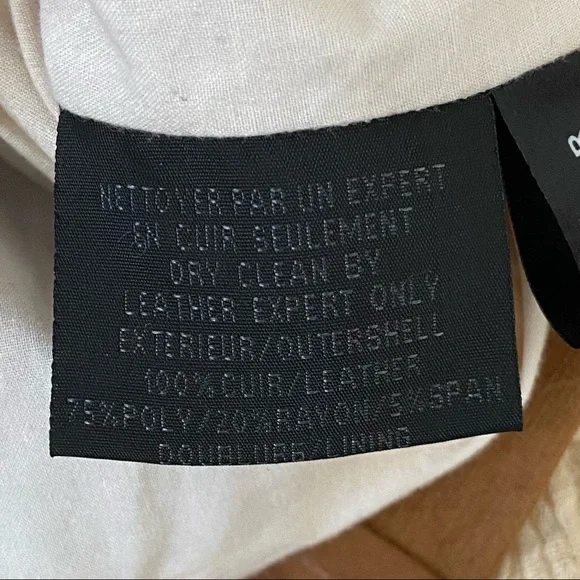 NETTOYER PAR UN EXPERT
EN CUIR SEULEMENT
DRY CLEAN BY
LEATHER EXPERT ONLY
EXTERIEUR/OUTERSHELL
100%CUIR/LEATHER
75%POLY/20%RAYON/5%SPAN
DOUBLURE/LINING